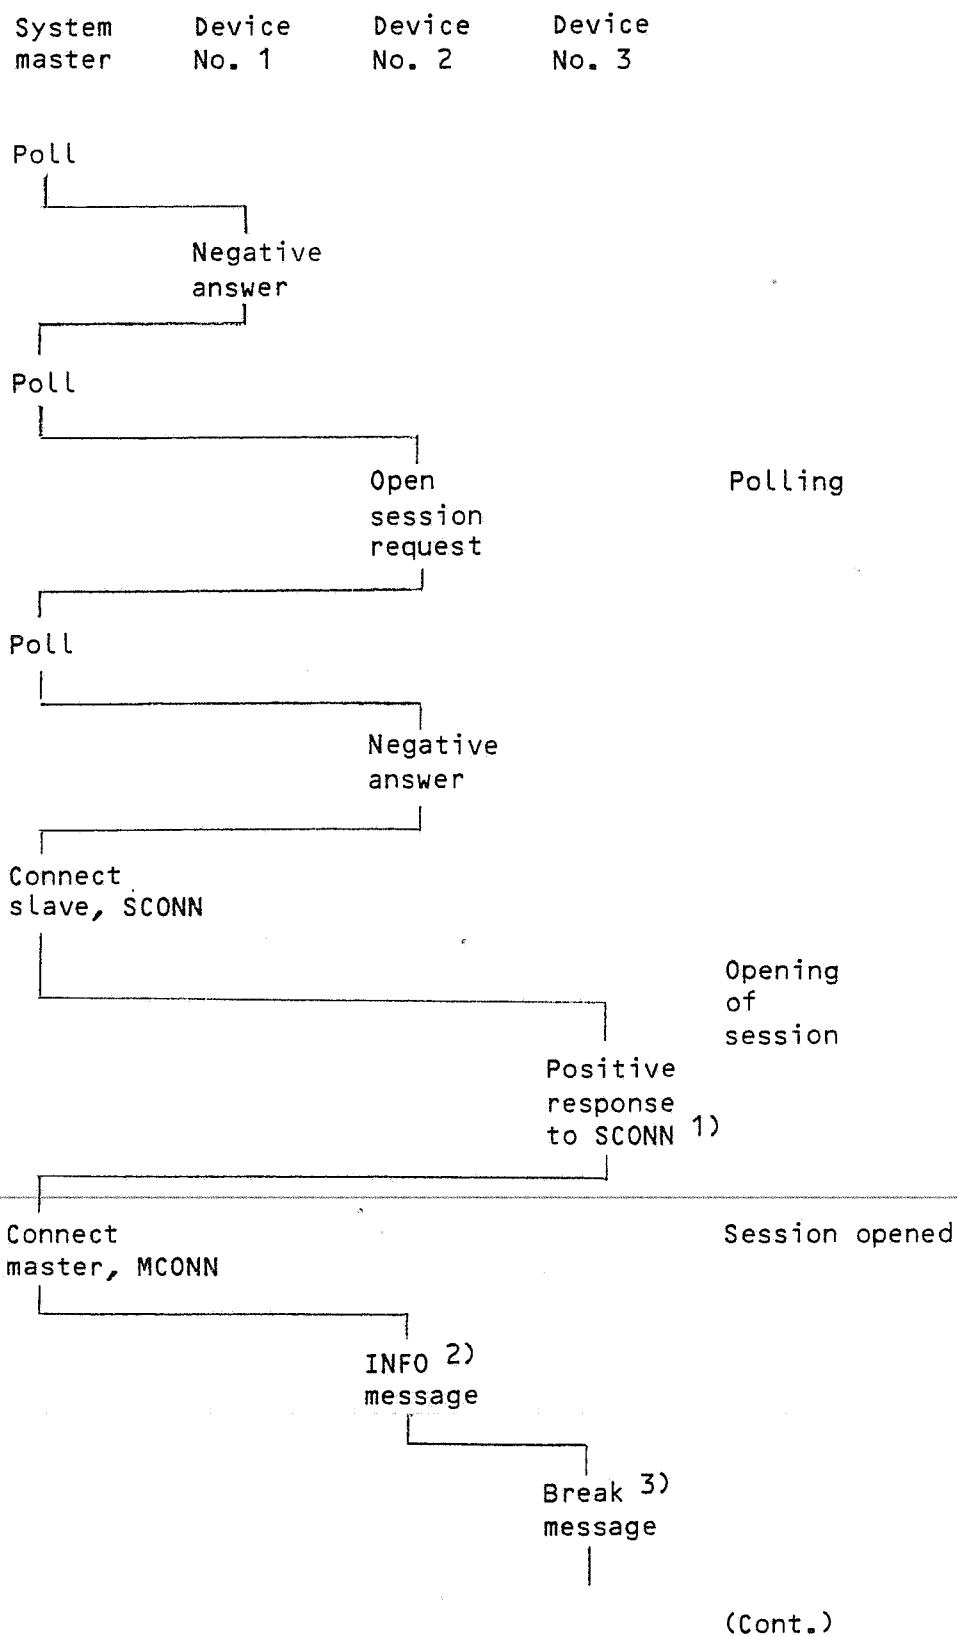 System Device Device Device
master No. 1 No. 2 No. 3
Poll
Negative
answer
Poll
Open Polling
session
request
Poll
Negative
answer
Connect
slave, SCONN
Opening
of
session
Positive
response
to SCONN 1)
Connect Session opened
master, MCONN
INFO 2)
message
Break 3)
message
(Cont.)